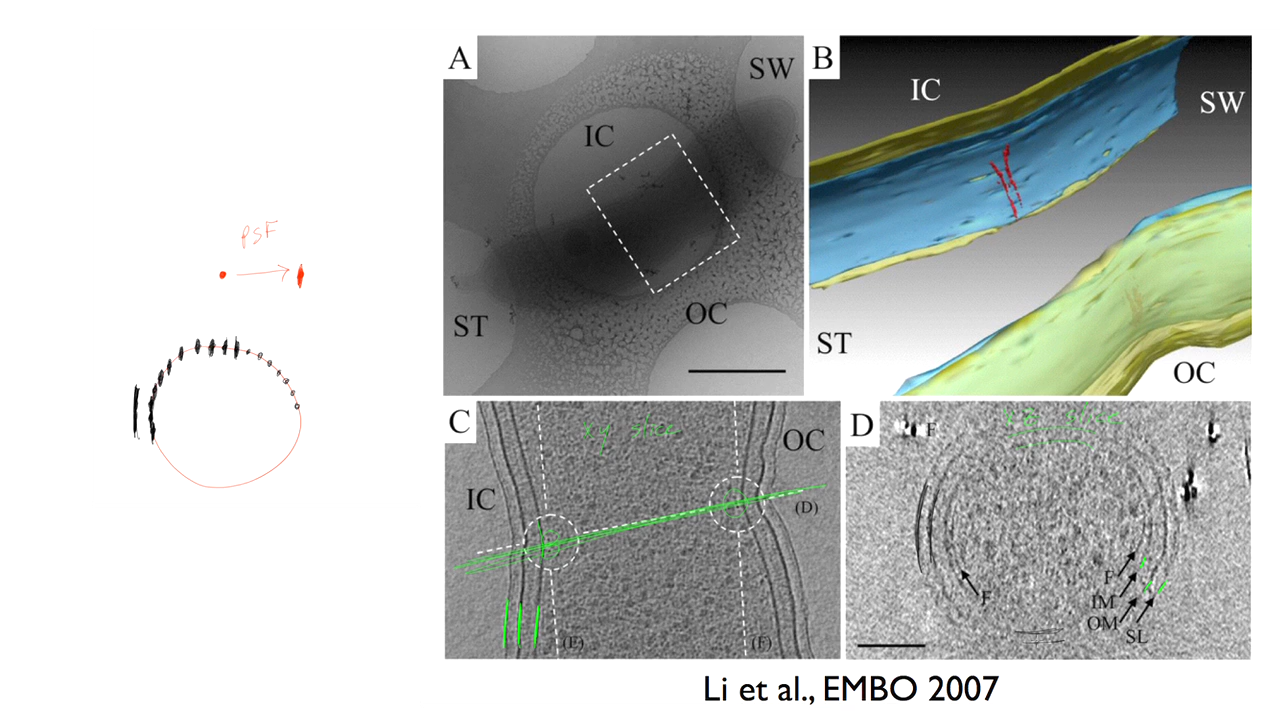 PSF
A
SW
IC
ST
OC
B
IC
SW
ST
OC
C
xy slice
OC
IC
(D)
(E)
(F)
D
F
xz slice
F
F
IM
OM
SL
Li et al., EMBO 2007